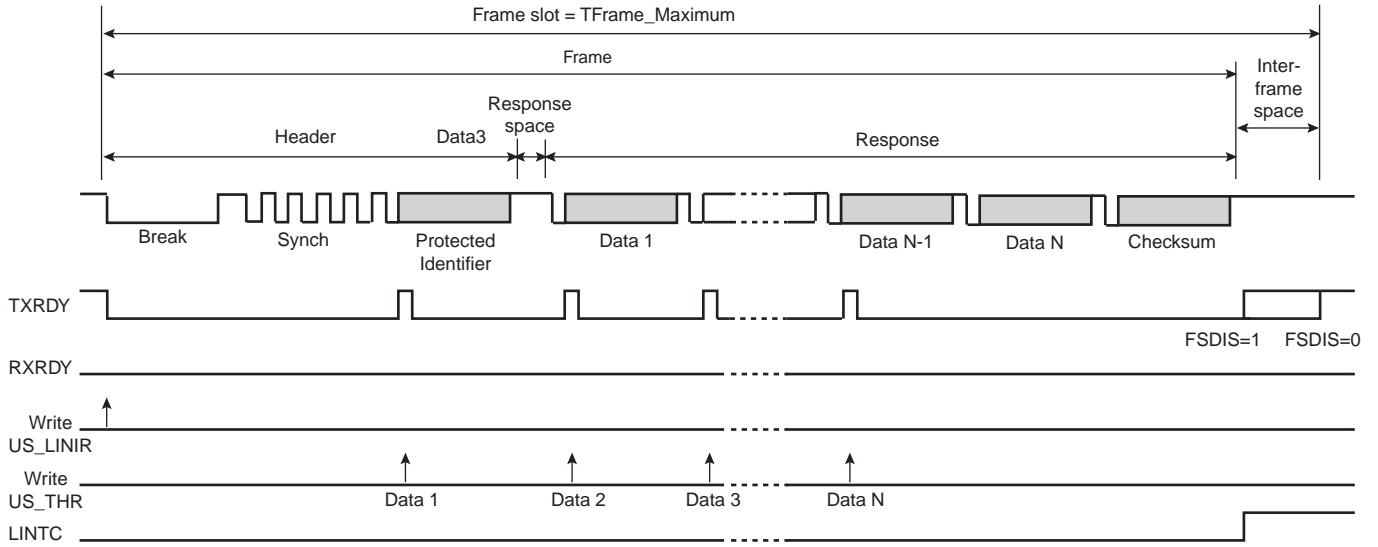 Frame slot = TFrame_Maximum
Frame
Inter-
frame
space
Response
space
Header
Data3
Response
Break
Synch
Protected
Identifier
Data 1
Data N-1
Data N
Checksum
TXRDY
FSDIS=1
FSDIS=0
RXRDY
Write
US_LINIR
Write
US_THR
Data 1
Data 2
Data 3
Data N
LINTC